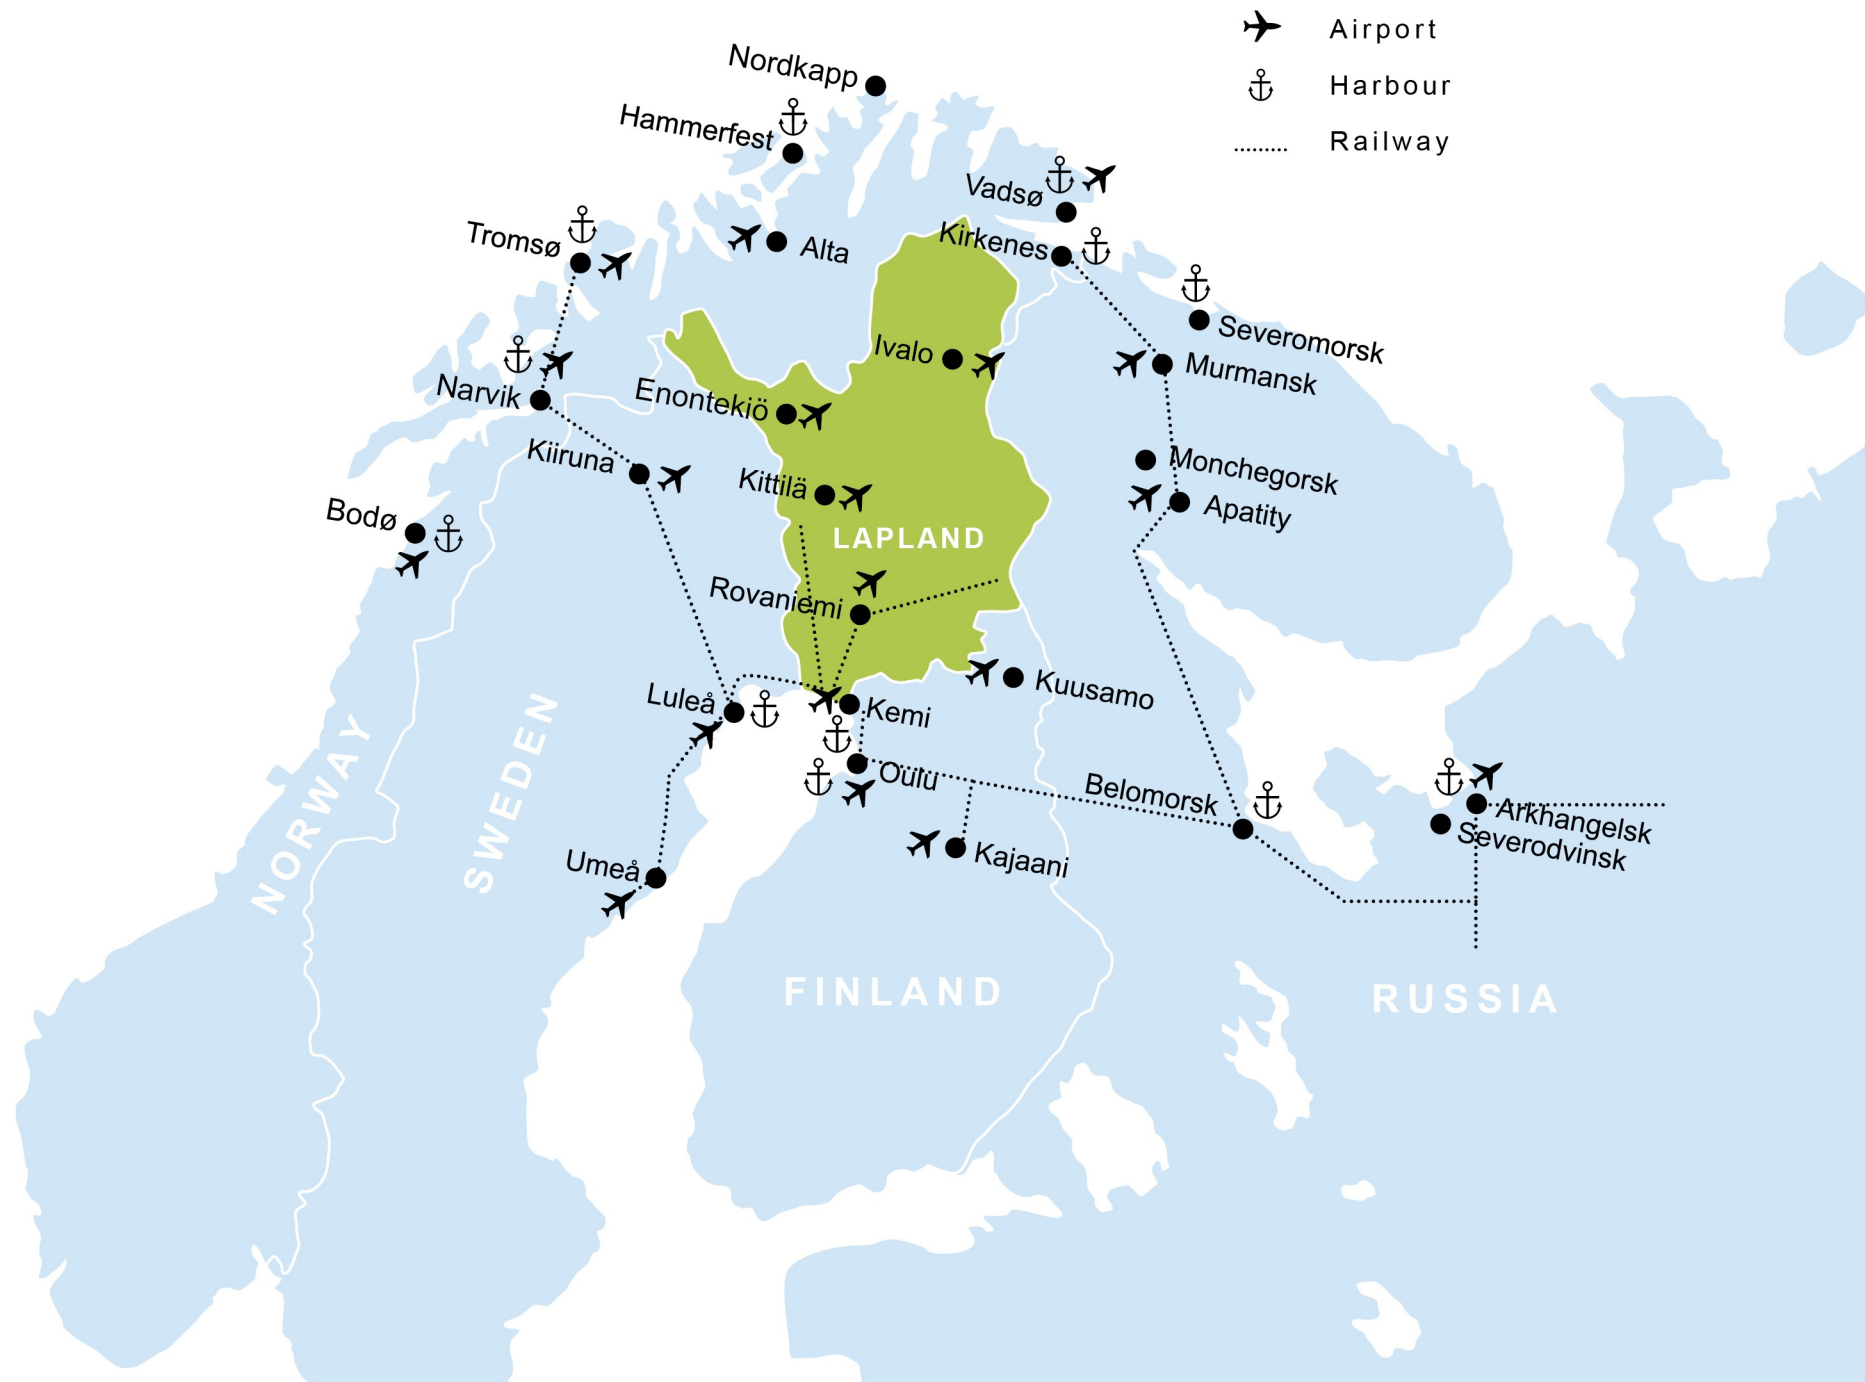 Airport
Harbour
Railway
Nordkapp
Hammerfest
Vadsø
Tromsø
Alta
Kirkenes
Severomorsk
Ivalo
Murmansk
Narvik
Enontekiö
Kiiruna
Kittilä
Monchegorsk
Apatity
Bodø
LAPLAND
Rovaniemi
Kuusamo
Luleå
Kemi
Oulu
Belomorsk
Arkhangelsk
Severodvinsk
Kajaani
Umeå
NORWAY
SWEDEN
FINLAND
RUSSIA